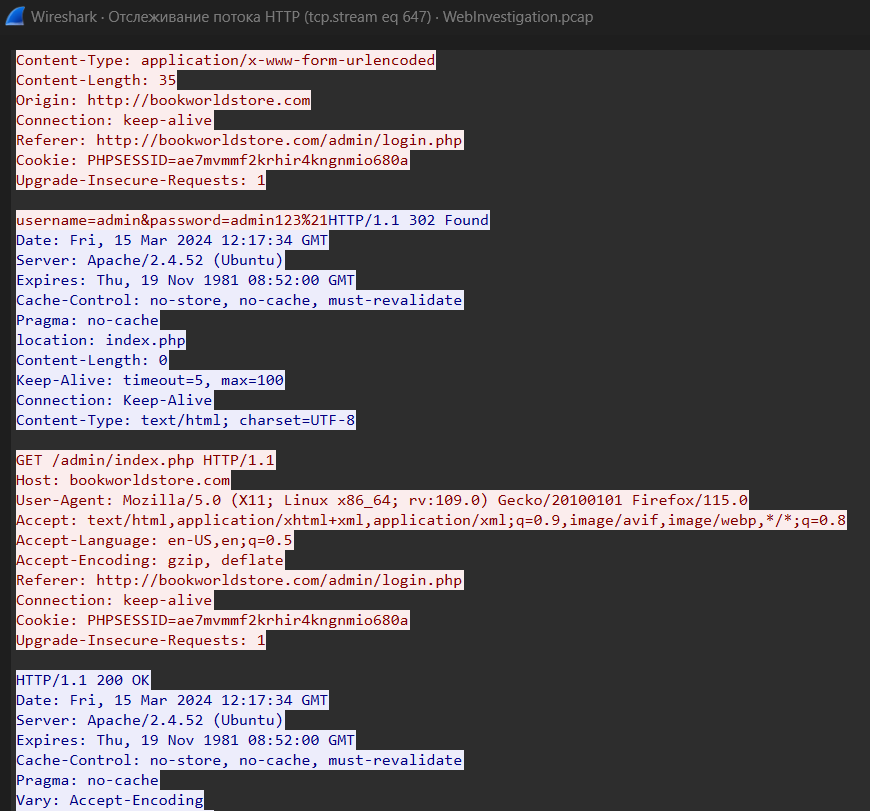 Wireshark · Отслеживание потока HTTP (tcp.stream eq 647) · WebInvestigation.pcap
Content-Type: application/x-www-form-urlencoded
Content-Length: 35
Origin: http://bookworldstore.com
Connection: keep-alive
Referer: http://bookworldstore.com/admin/login.php
Cookie: PHPSESSID=ae7mvmmf2krhir4kngnmio680a
Upgrade-Insecure-Requests: 1
username=admin&password=admin123%21HTTP/1.1 302 Found
Date: Fri, 15 Mar 2024 12:17:34 GMT
Server: Apache/2.4.52 (Ubuntu)
Expires: Thu, 19 Nov 1981 08:52:00 GMT
Cache-Control: no-store, no-cache, must-revalidate
Pragma: no-cache
location: index.php
Content-Length: 0
Keep-Alive: timeout=5, max=100
Connection: Keep-Alive
Content-Type: text/html; charset=UTF-8
GET /admin/index.php HTTP/1.1
Host: bookworldstore.com
User-Agent: Mozilla/5.0 (X11; Linux x86_64; rv:109.0) Gecko/20100101 Firefox/115.0
Accept: text/html,application/xhtml+xml,application/xml;q=0.9,image/avif,image/webp,*/*;q=0.8
Accept-Language: en-US,en;q=0.5
Accept-Encoding: gzip, deflate
Referer: http://bookworldstore.com/admin/login.php
Connection: keep-alive
Cookie: PHPSESSID=ae7mvmmf2krhir4kngnmio680a
Upgrade-Insecure-Requests: 1
HTTP/1.1 200 OK
Date: Fri, 15 Mar 2024 12:17:34 GMT
Server: Apache/2.4.52 (Ubuntu)
Expires: Thu, 19 Nov 1981 08:52:00 GMT
Cache-Control: no-store, no-cache, must-revalidate
Pragma: no-cache
Vary: Accept-Encoding